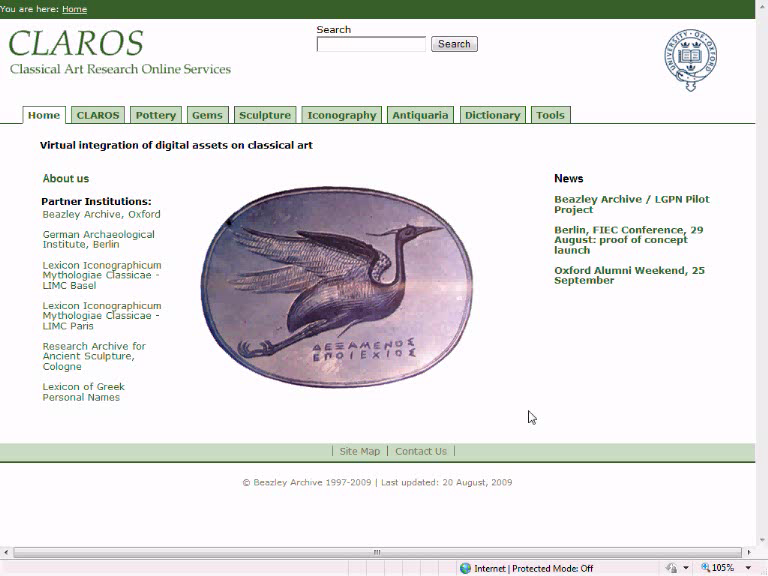 You are here: Home
CLAROS
Classical Art Research Online Services
Search
Search
UNIVERSITY OF OXFORD
Home
CLAROS
Pottery
Gems
Sculpture
Iconography
Antiquaria
Dictionary
Tools
Virtual integration of digital assets on classical art
About us
Partner Institutions:
Beazley Archive, Oxford
German Archaeological
Institute, Berlin
Lexicon Iconographicum
Mythologiae Classicae -
LIMC Basel
Lexicon Iconographicum
Mythologiae Classicae -
LIMC Paris
Research Archive for
Ancient Sculpture,
Cologne
Lexicon of Greek
Personal Names
ΔΕΞΑΜΕΝΟΣ
ΕΠΟΙΕΧΙΟΣ
News
Beazley Archive / LGPN Pilot
Project
Berlin, FIEC Conference, 29
August: proof of concept
launch
Oxford Alumni Weekend, 25
September
| Site Map | Contact Us |
© Beazley Archive 1997-2009 | Last updated: 20 August, 2009
Internet | Protected Mode: Off
105%